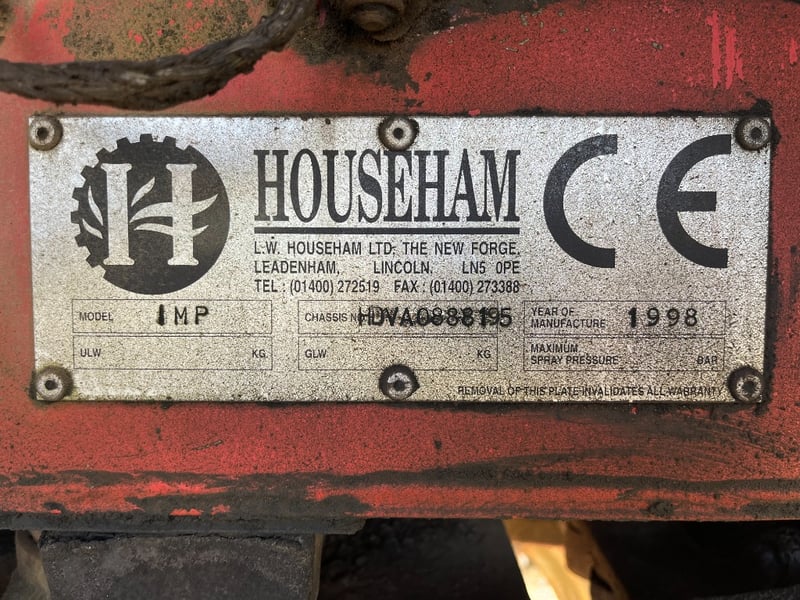 H
HOUSEHAM
CE
L.W. HOUSEHAM LTD: THE NEW FORGE,
LEADENHAM, LINCOLN. LN5 0PE
TEL : (01400) 272519 FAX : (01400) 273388
MODEL IMP
CHASSIS NO
YEAR OF MANUFACTURE 1998
ULW KG
GLW KG
MAXIMUM SPRAY PRESSURE BAR
REMOVAL OF THIS PLATE INVALIDATES ALL WARRANTY